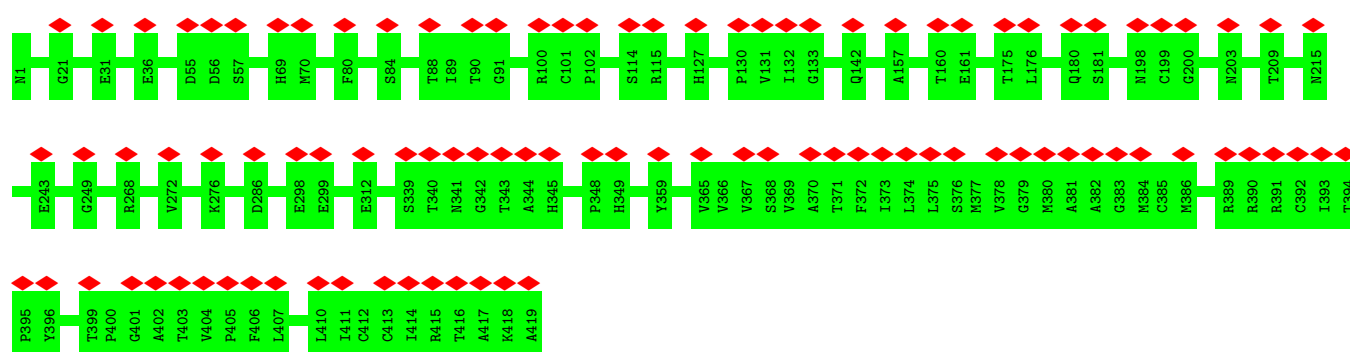 N1 G21 E31 E36 D55 D56 S57 H69 M70 F80 S84 T88 I89 T90 G91 R100 C101 P102 S114 R115 H127 P130 V131 I132 G133 Q142 A157 T160 E161 T175 L176 Q180 S181 N198 C199 G200 N203 T209 N215
E243 G249 R268 V272 K276 D286 E298 E299 E312 S339 T340 N341 G342 T343 A344 H345 P348 H349 Y359 V365 V366 V367 S368 V369 A370 T371 F372 I373 L374 L375 S376 M377 V378 G379 M380 A381 A382 G383 M384 C385 M386 R389 R390 R391 C392 I393 T394
P395 Y396 T399 P400 G401 A402 T403 V404 P405 F406 L407 L410 I411 C412 C413 I414 R415 T416 A417 K418 A419